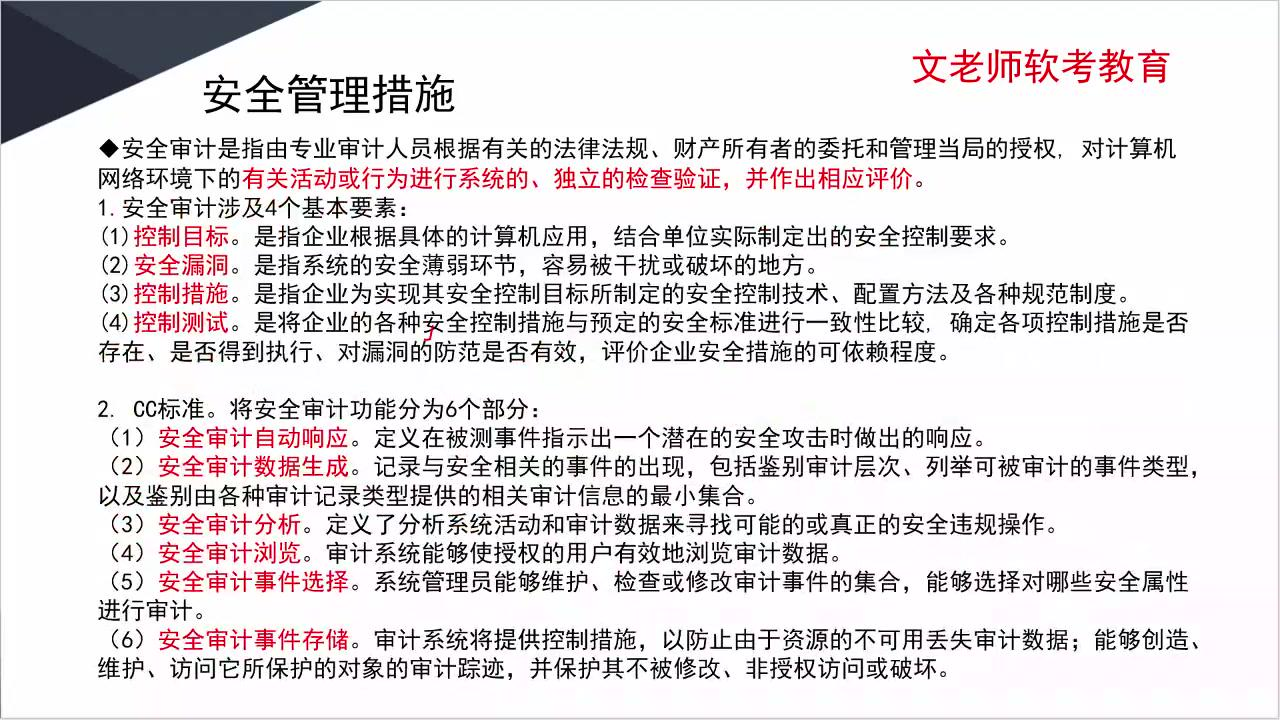 文老师软考教育
安全管理措施
◆安全审计是指由专业审计人员根据有关的法律法规、财产所有者的委托和管理当局的授权, 对计算机
网络环境下的有关活动或行为进行系统的、独立的检查验证，并作出相应评价。
1.安全审计涉及4个基本要素：
(1)控制目标。是指企业根据具体的计算机应用，结合单位实际制定出的安全控制要求。
(2)安全漏洞。是指系统的安全薄弱环节，容易被干扰或破坏的地方。
(3)控制措施。是指企业为实现其安全控制目标所制定的安全控制技术、配置方法及各种规范制度。
(4)控制测试。是将企业的各种安全控制措施与预定的安全标准进行一致性比较, 确定各项控制措施是否
存在、是否得到执行、对漏洞的防范是否有效，评价企业安全措施的可依赖程度。
2. CC标准。将安全审计功能分为6个部分：
（1）安全审计自动响应。定义在被测事件指示出一个潜在的安全攻击时做出的响应。
（2）安全审计数据生成。记录与安全相关的事件的出现，包括鉴别审计层次、列举可被审计的事件类型，
以及鉴别由各种审计记录类型提供的相关审计信息的最小集合。
（3）安全审计分析。定义了分析系统活动和审计数据来寻找可能的或真正的安全违规操作。
（4）安全审计浏览。审计系统能够使授权的用户有效地浏览审计数据。
（5）安全审计事件选择。系统管理员能够维护、检查或修改审计事件的集合，能够选择对哪些安全属性
进行审计。
（6）安全审计事件存储。审计系统将提供控制措施，以防止由于资源的不可用丢失审计数据；能够创造、
维护、访问它所保护的对象的审计踪迹，并保护其不被修改、非授权访问或破坏。